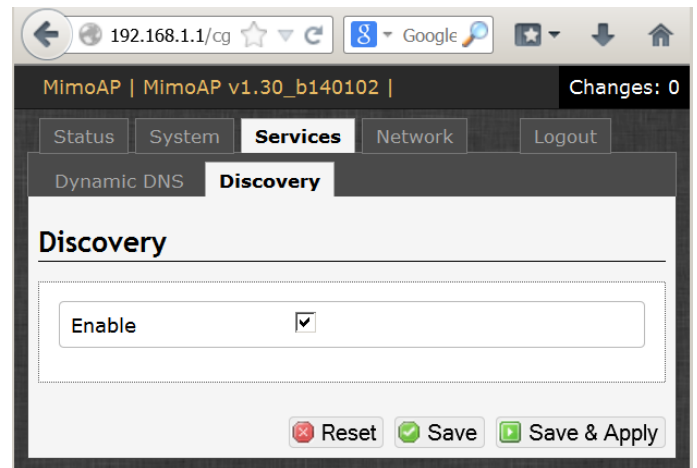 192.168.1.1/cg 8 Google
MimoAP | MimoAP v1.30_b140102 | Changes: 0
Status System Services Network Logout
Dynamic DNS Discovery
Discovery
Enable
Reset Save Save & Apply